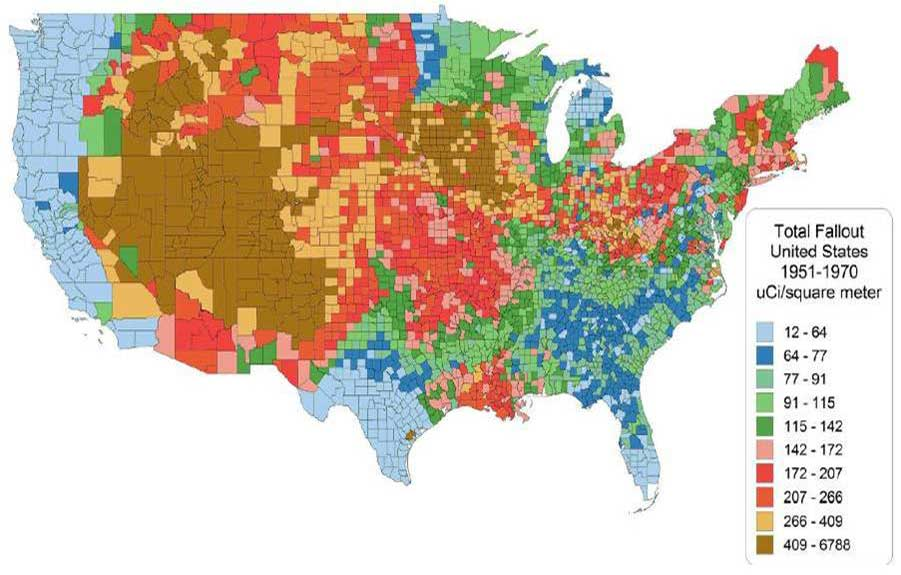 Total Fallout
United States
1951-1970
uCi/square meter
12 - 64
64 - 77
77 - 91
91 - 115
115 - 142
142 - 172
172 - 207
207 - 266
266 - 409
409 - 6788